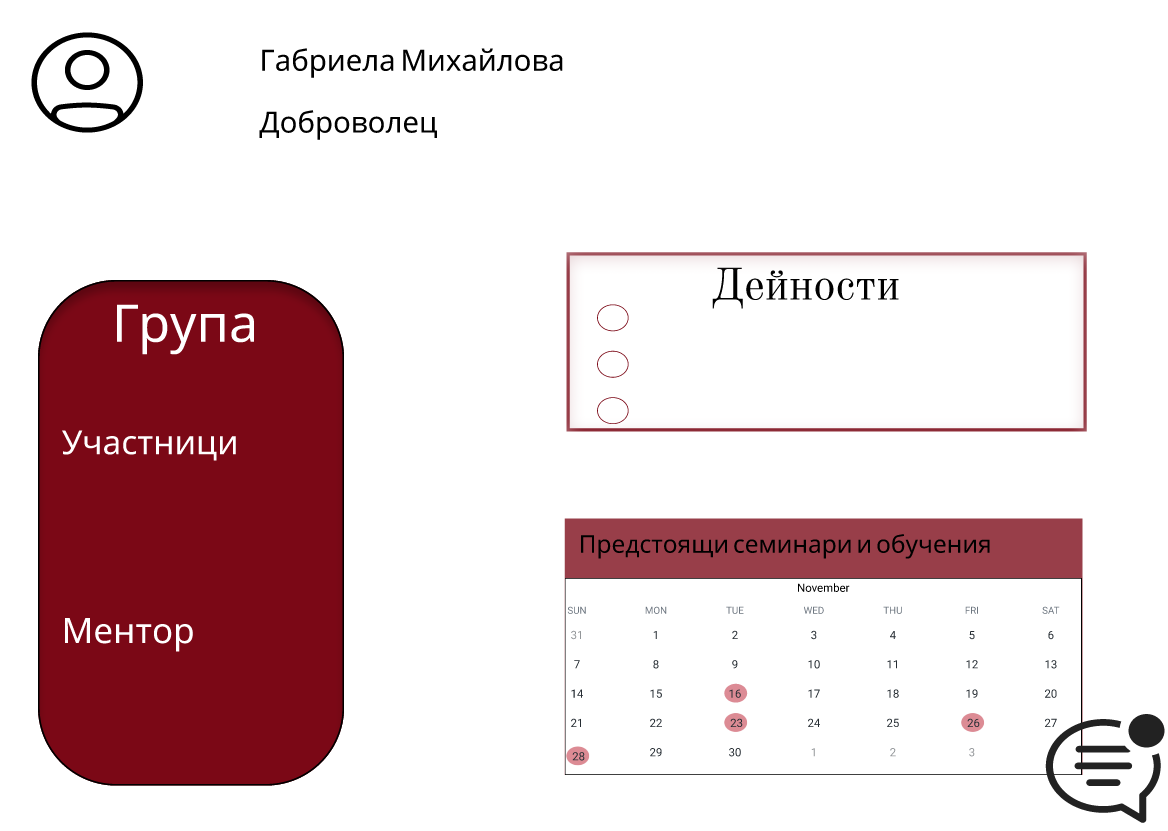 Габриела Михайлова
Доброволец
Група
Участници
Ментор
Дейности
Предстоящи семинари и обучения
November
SUN MON TUE WED THU FRI SAT
31 1 2 3 4 5 6
7 8 9 10 11 12 13
14 15 16 17 18 19 20
21 22 23 24 25 26 27
28 29 30 1 2 3